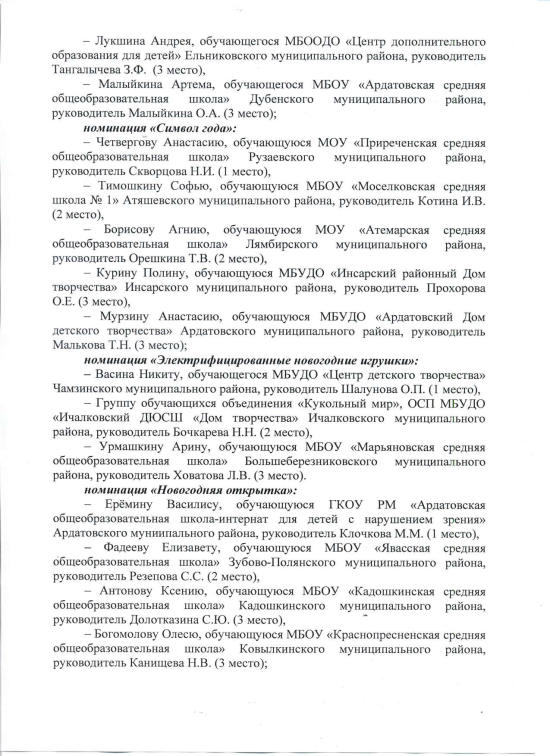 – Лукшина Андрея, обучающегося МБООДО «Центр дополнительного
образования для детей» Ельниковского муниципального района, руководитель
Тангалычева З.Ф. (3 место),
– Малыйкина Артема, обучающегося МБОУ «Ардатовская средняя
общеобразовательная школа» Дубенского муниципального района,
руководитель Малыйкина О.А. (3 место);
номинация «Символ года»:
– Четвергову Анастасию, обучающуюся МОУ «Приреченская средняя
общеобразовательная школа» Рузаевского муниципального района,
руководитель Скворцова Н.И. (1 место),
– Тимошкину Софью, обучающуюся МБОУ «Моселковская средняя
школа № 1» Атяшевского муниципального района, руководитель Котина И.В.
(2 место),
– Борисову Агнию, обучающуюся МОУ «Атемарская средняя
общеобразовательная школа» Лямбирского муниципального района,
руководитель Орешкина Т.В. (2 место),
– Курину Полину, обучающуюся МБУДО «Инсарский районный Дом
творчества» Инсарского муниципального района, руководитель Прохорова
О.Е. (3 место),
– Мурзину Анастасию, обучающуюся МБУДО «Ардатовский Дом
детского творчества» Ардатовского муниципального района, руководитель
Малькова Т.Н. (3 место);
номинация «Электрифицированные новогодние игрушки»:
– Васина Никиту, обучающегося МБУДО «Центр детского творчества»
Чамзинского муниципального района, руководитель Шалунова О.П. (1 место),
– Группу обучающихся объединения «Кукольный мир», ОСП МБУДО
«Ичалковский ДЮСШ «Дом творчества» Ичалковского муниципального
района, руководитель Бочкарева Н.Н. (2 место),
– Урмашкину Арину, обучающуюся МБОУ «Марьяновская средняя
общеобразовательная школа» Большеберезниковского муниципального
района, руководитель Ховатова Л.В. (3 место).
номинация «Новогодняя открытка»:
– Ерёмину Василису, обучающуюся ГКОУ РМ «Ардатовская
общеобразовательная школа-интернат для детей с нарушением зрения»
Ардатовского муниипального района, руководитель Клочкова М.М. (1 место),
– Фадееву Елизавету, обучающуюся МБОУ «Явасская средняя
общеобразовательная школа» Зубово-Полянского муниципального района,
руководитель Резепова С.С. (2 место),
– Антонову Ксению, обучающуюся МБОУ «Кадошкинская средняя
общеобразовательная школа» Кадошкинского муниципального района,
руководитель Долотказина С.Ю. (3 место),
– Богомолову Олесю, обучающуюся МБОУ «Краснопресненская средняя
общеобразовательная школа» Ковылкинского муниципального района,
руководитель Канищева Н.В. (3 место);